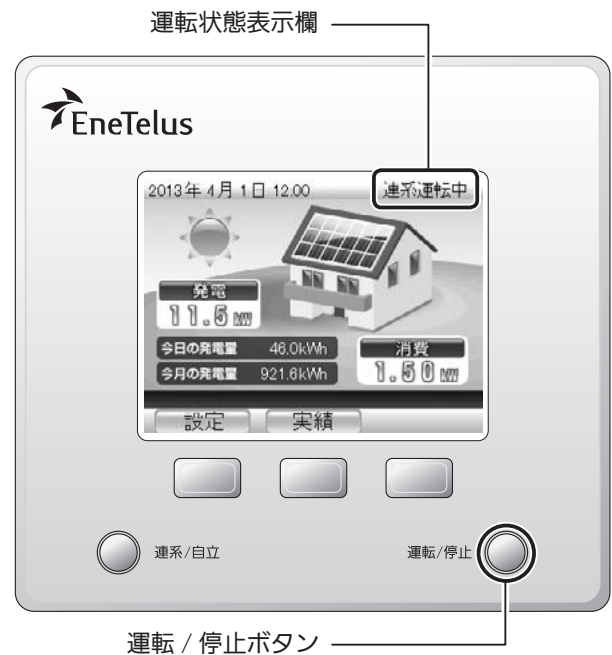 運転状態表示欄
EneTelus
2013年 4月 1日 12.00 連系運転中
発電
11.5 kW
今日の発電量 46.0kWh
今月の発電量 921.6kWh
消費
1.50 kW
設定 実績
連系/自立 運転/停止
運転 / 停止ボタン